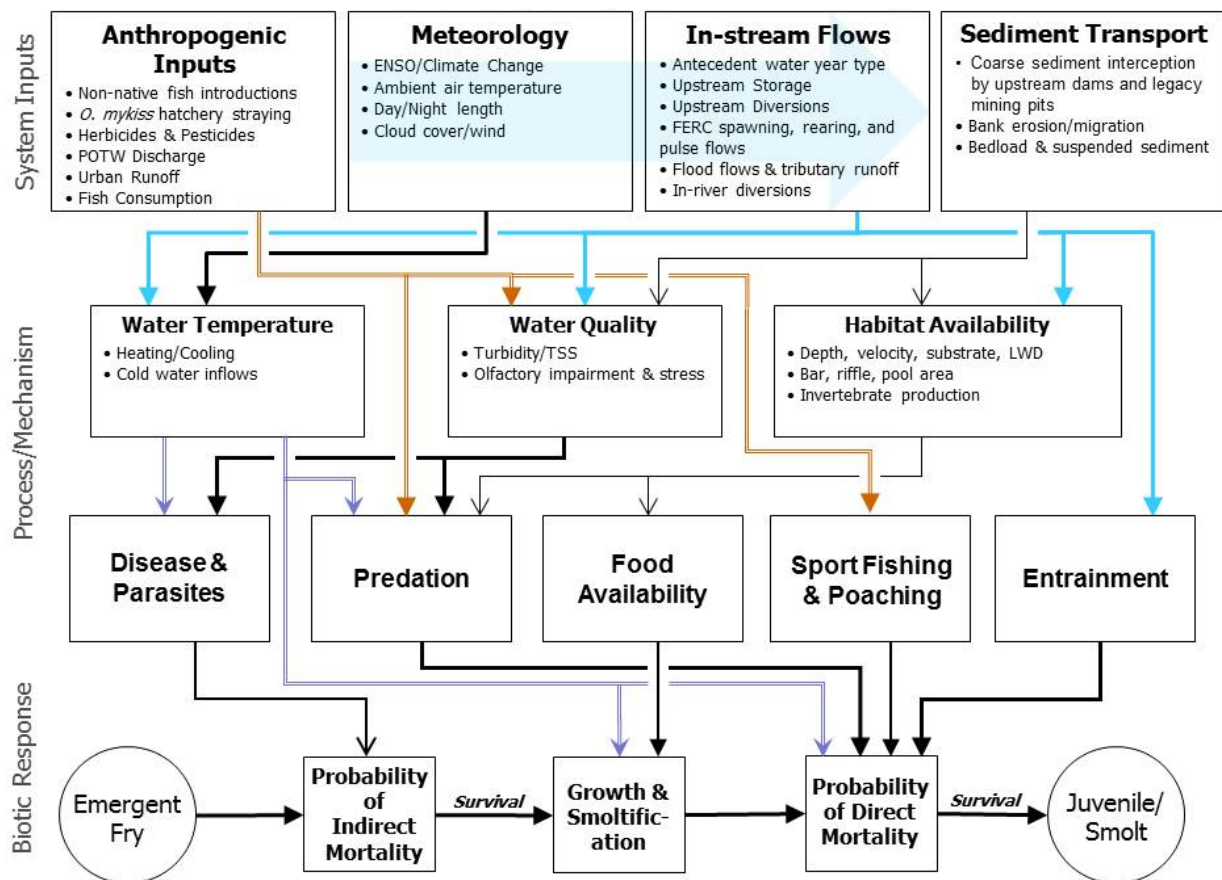 System Inputs
Anthropogenic
Inputs
• Non-native fish introductions
• O. mykiss hatchery straying
• Herbicides & Pesticides
• POTW Discharge
• Urban Runoff
• Fish Consumption
Meteorology
• ENSO/Climate Change
• Ambient air temperature
• Day/Night length
• Cloud cover/wind
In-stream Flows
• Antecedent water year type
• Upstream Storage
• Upstream Diversions
• FERC spawning, rearing, and
pulse flows
• Flood flows & tributary runoff
• In-river diversions
Sediment Transport
• Coarse sediment interception
by upstream dams and legacy
mining pits
• Bank erosion/migration
• Bedload & suspended sediment
Process/Mechanism
Water Temperature
• Heating/Cooling
• Cold water inflows
Water Quality
• Turbidity/TSS
• Olfactory impairment & stress
Habitat Availability
• Depth, velocity, substrate, LWD
• Bar, riffle, pool area
• Invertebrate production
Disease &
Parasites
Predation
Food
Availability
Sport Fishing
& Poaching
Entrainment
Biotic Response
Emergent
Fry
Probability
of
Indirect
Mortality
Survival
Growth &
Smoltific-
ation
Probability
of Direct
Mortality
Survival
Juvenile/
Smolt